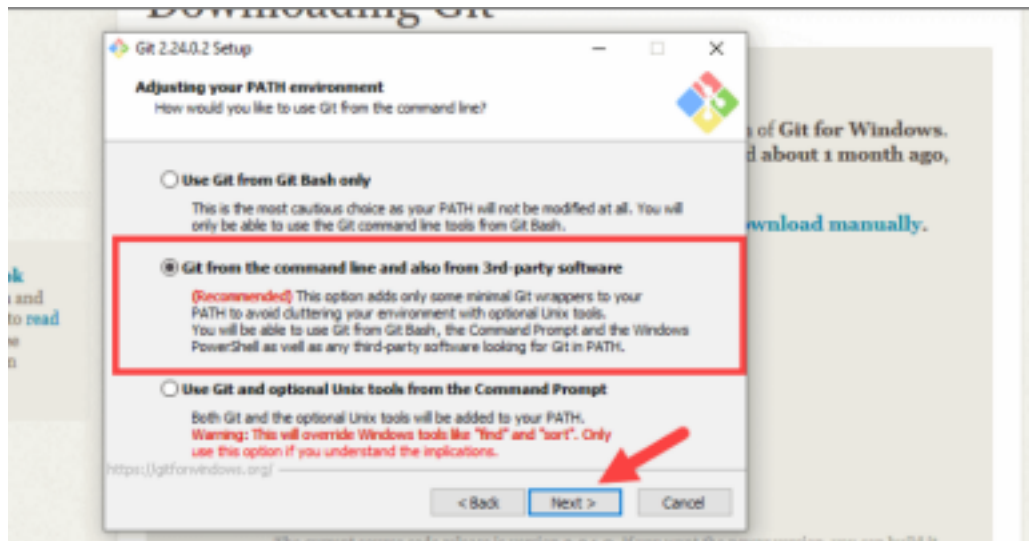 Downloading Git
Git 2.24.0.2 Setup
Adjusting your PATH environment
How would you like to use Git from the command line?
of Git for Windows.
about 1 month ago,
Use Git from Git Bash only
This is the most cautious choice as your PATH will not be modified at all. You will
only be able to use the Git command line tools from Git Bash.
download manually.
Git from the command line and also from 3rd-party software
(Recommended) This option adds only some minimal Git wrappers to your
PATH to avoid cluttering your environment with optional Unix tools.
You will be able to use Git from Git Bash, the Command Prompt and the Windows
PowerShell as well as any third-party software looking for Git in PATH.
and
to read
Use Git and optional Unix tools from the Command Prompt
Both Git and the optional Unix tools will be added to your PATH.
Warning: This will override Windows tools like "find" and "sort". Only
use this option if you understand the implications.
https://gitforwindows.org/
< Back
Next >
Cancel